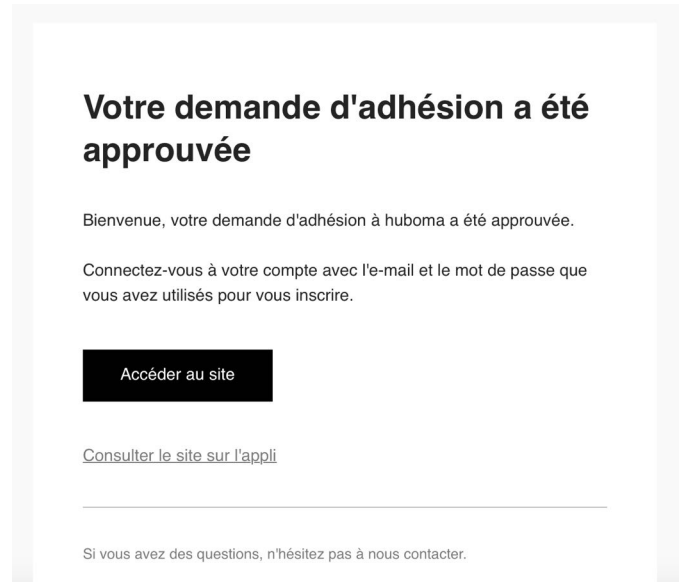 Votre demande d'adhésion a été
approuvée
Bienvenue, votre demande d'adhésion à huboma a été approuvée.
Connectez-vous à votre compte avec l'e-mail et le mot de passe que
vous avez utilisés pour vous inscrire.
Accéder au site
Consulter le site sur l'appli
Si vous avez des questions, n'hésitez pas à nous contacter.